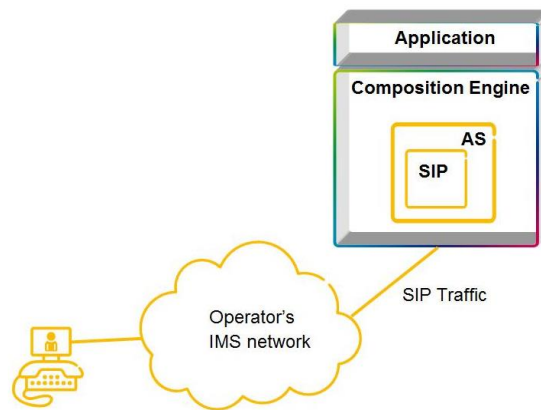 Application
Composition Engine
AS
SIP
SIP Traffic
Operator's
IMS network